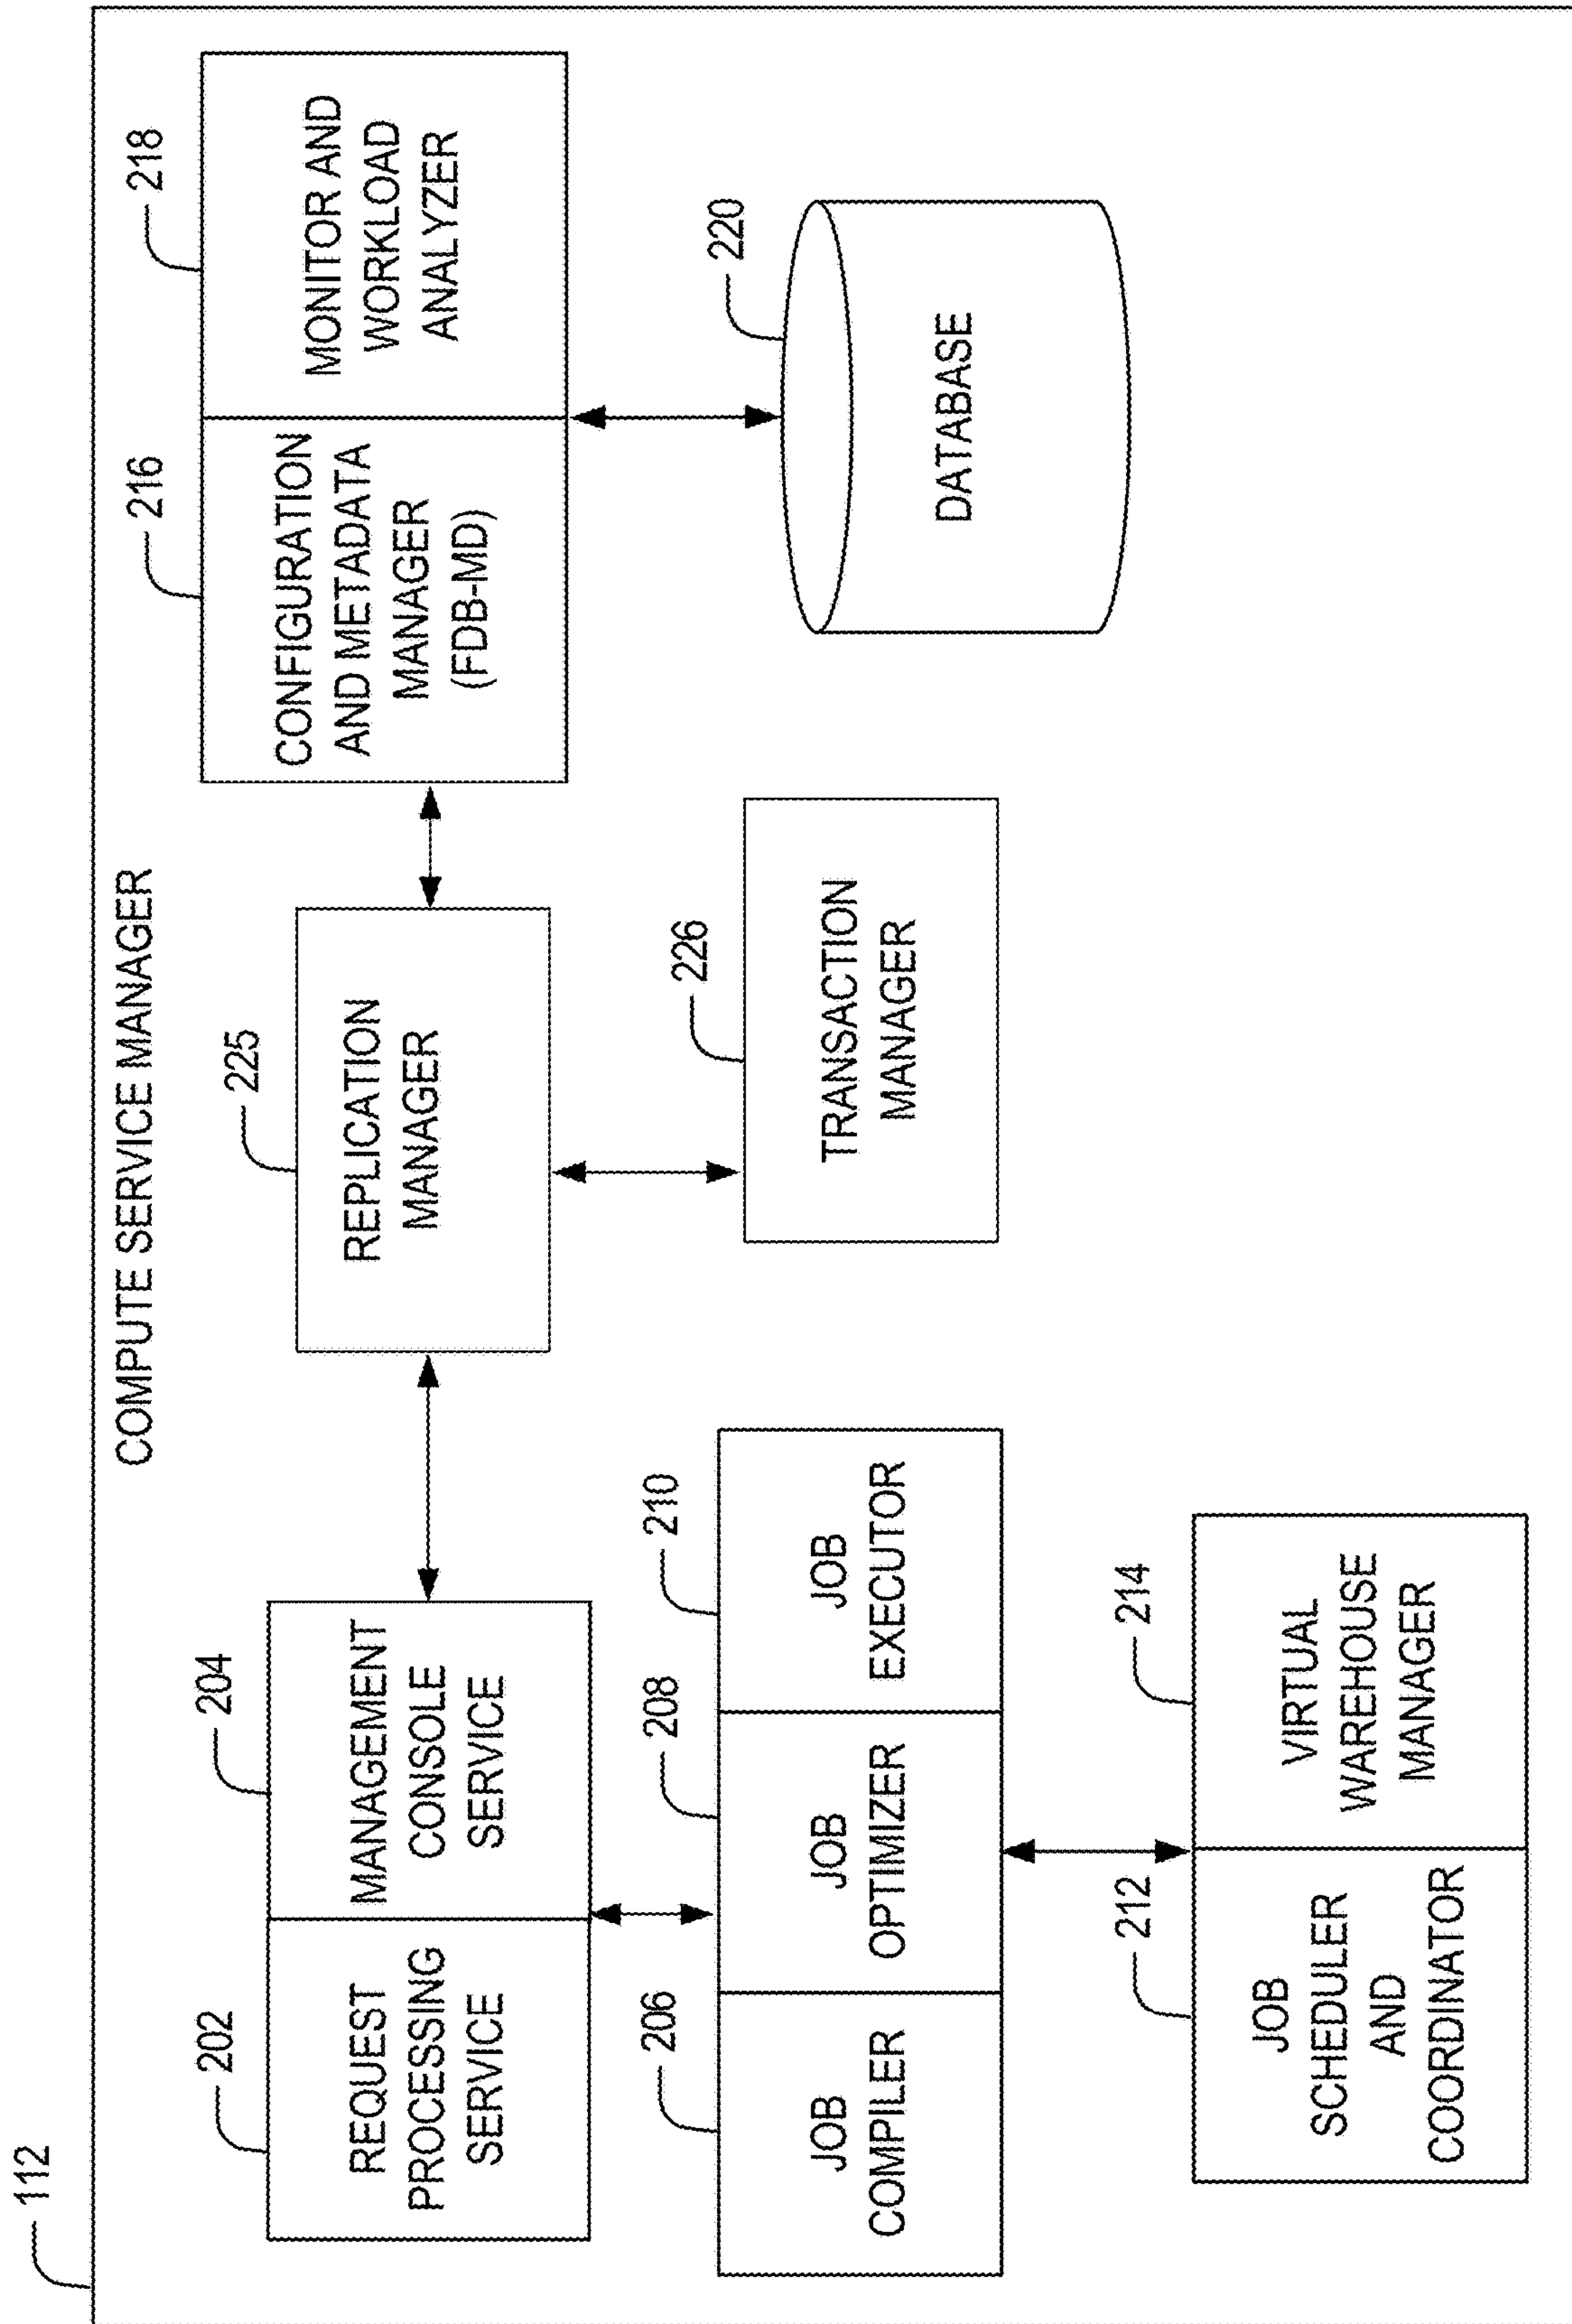 112
COMPUTE SERVICE MANAGER
202
REQUEST
PROCESSING
SERVICE
204
MANAGEMENT
CONSOLE
SERVICE
225
REPLICATION
MANAGER
216
CONFIGURATION
AND METADATA
MANAGER
(FDB-MD)
218
MONITOR AND
WORKLOAD
ANALYZER
206
JOB
COMPILER
208
JOB
OPTIMIZER
210
JOB
EXECUTOR
226
TRANSACTION
MANAGER
220
DATABASE
212
JOB
SCHEDULER
AND
COORDINATOR
214
VIRTUAL
WAREHOUSE
MANAGER